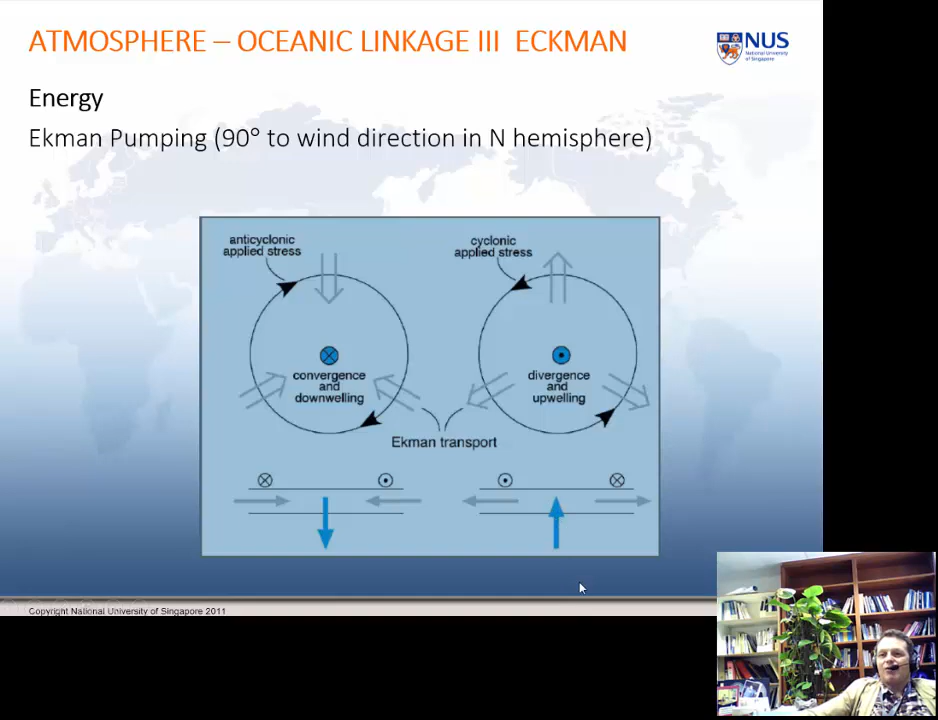 ATMOSPHERE – OCEANIC LINKAGE III ECKMAN
NUS
National University
of Singapore
Energy
Ekman Pumping (90° to wind direction in N hemisphere)
anticyclonic
applied stress
cyclonic
applied stress
convergence
and
downwelling
divergence
and
upwelling
Ekman transport
Copyright National University of Singapore 2011